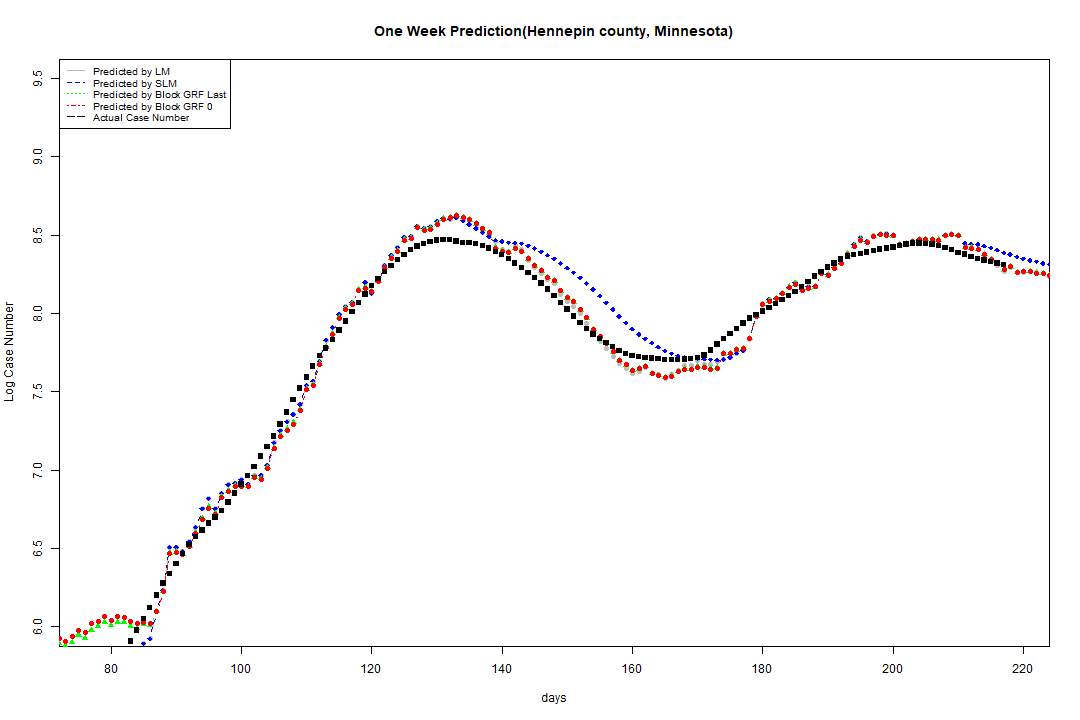 One Week Prediction(Hennepin county, Minnesota)
Predicted by LM
Predicted by SLM
Predicted by Block GRF Last
Predicted by Block GRF 0
Actual Case Number
9.5
9.0
8.5
8.0
7.5
7.0
6.5
6.0
Log Case Number
80 100 120 140 160 180 200 220
days